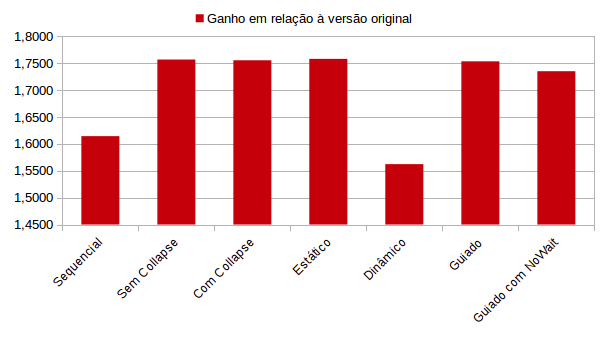 Ganho em relação à versão original
1,8000
1,7500
1,7000
1,6500
1,6000
1,5500
1,5000
1,4500
Sequencial
Sem Collapse
Com Collapse
Estático
Dinâmico
Guiado
Guiado com NoWait